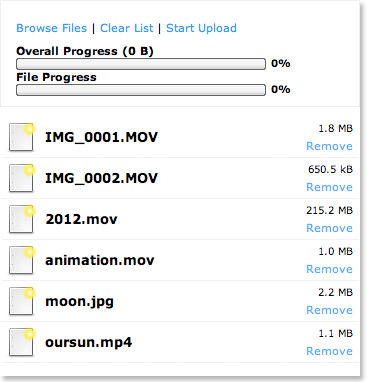 Browse Files | Clear List | Start Upload
Overall Progress (0 B)
0%
File Progress
0%
IMG_0001.MOV
1.8 MB
Remove
IMG_0002.MOV
650.5 kB
Remove
2012.mov
215.2 MB
Remove
animation.mov
1.0 MB
Remove
moon.jpg
2.2 MB
Remove
oursun.mp4
1.1 MB
Remove